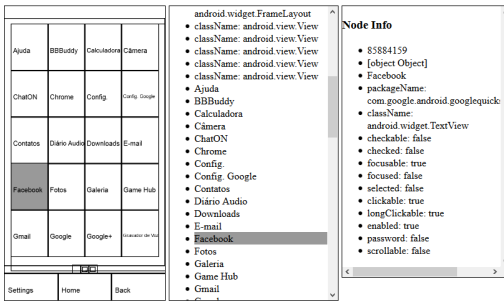 Ajuda
BBBuddy
Calculadora
Câmera
ChatON
Chrome
Config.
Config. Google
Contatos
Diário Audio
Downloads
E-mail
Facebook
Fotos
Galeria
Game Hub
Gmail
Google
Google+
Gravador de Voz
Settings
Home
Back
android.widget.FrameLayout
className: android.view.View
className: android.view.View
className: android.view.View
className: android.view.View
className: android.view.View
Ajuda
BBBuddy
Calculadora
Câmera
ChatON
Chrome
Config.
Config. Google
Contatos
Diário Audio
Downloads
E-mail
Facebook
Fotos
Galeria
Game Hub
Gmail
Node Info
85884159
[object Object]
Facebook
packageName:
com.google.android.googlequicks
className:
android.widget.TextView
checkable: false
checked: false
focusable: true
focused: false
selected: false
clickable: true
longClickable: true
enabled: true
password: false
scrollable: false